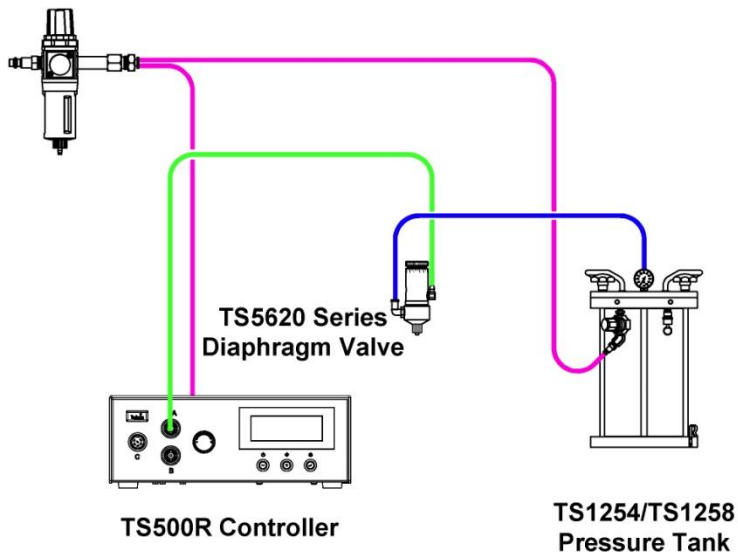 TS5620 Series
Diaphragm Valve
A
C
B
TS500R Controller
TS1254/TS1258
Pressure Tank